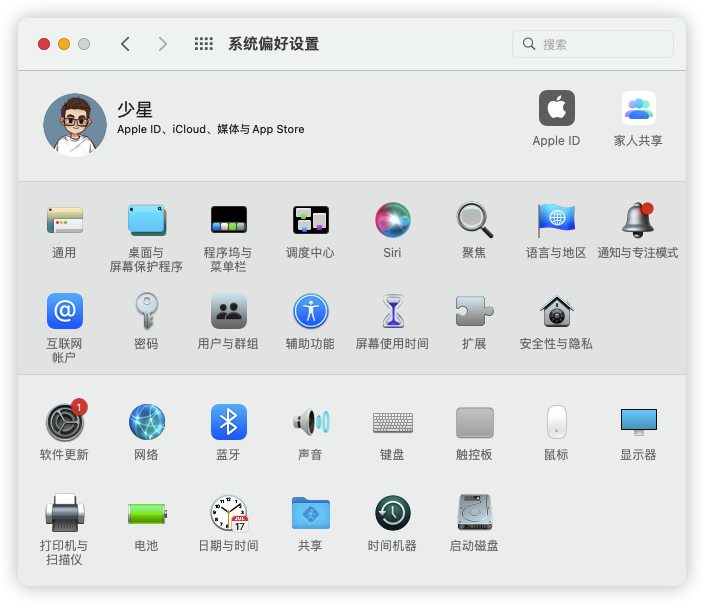 系统偏好设置
搜索
少星
Apple ID、iCloud、媒体与 App Store
Apple ID
家人共享
通用
桌面与
屏幕保护程序
程序坞与
菜单栏
调度中心
Siri
聚焦
语言与地区
通知与专注模式
互联网
帐户
密码
用户与群组
辅助功能
屏幕使用时间
扩展
安全性与隐私
1
软件更新
网络
蓝牙
声音
键盘
触控板
鼠标
显示器
打印机与
扫描仪
电池
JUL
17
日期与时间
共享
时间机器
启动磁盘